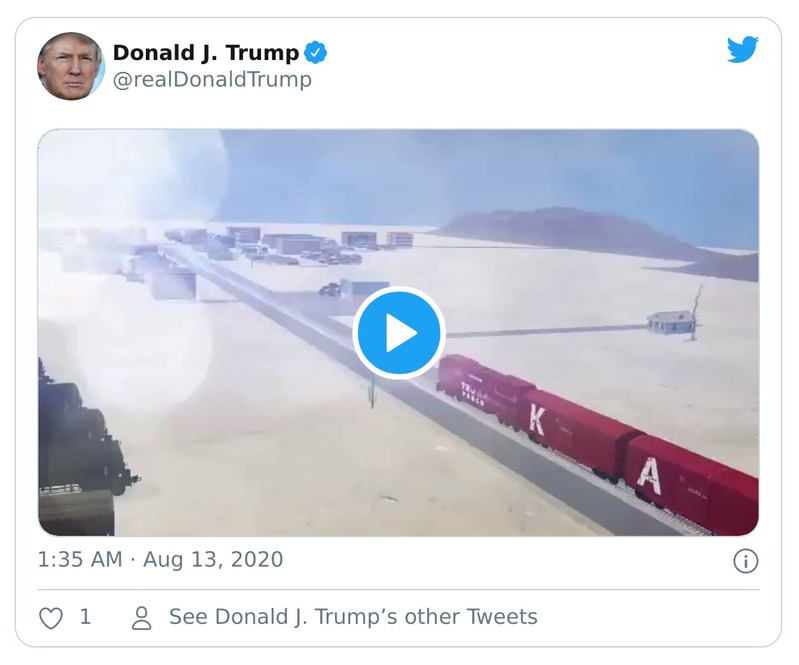 Donald J. Trump
@realDonaldTrump
TRUMP
PENCE
K
A
1:35 AM · Aug 13, 2020
1
See Donald J. Trump’s other Tweets